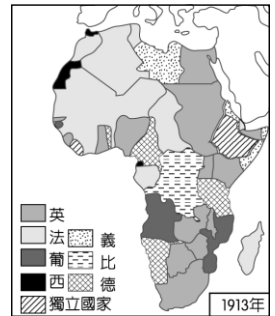 英
法 義
葡 比
西 德
獨立國家 1913年